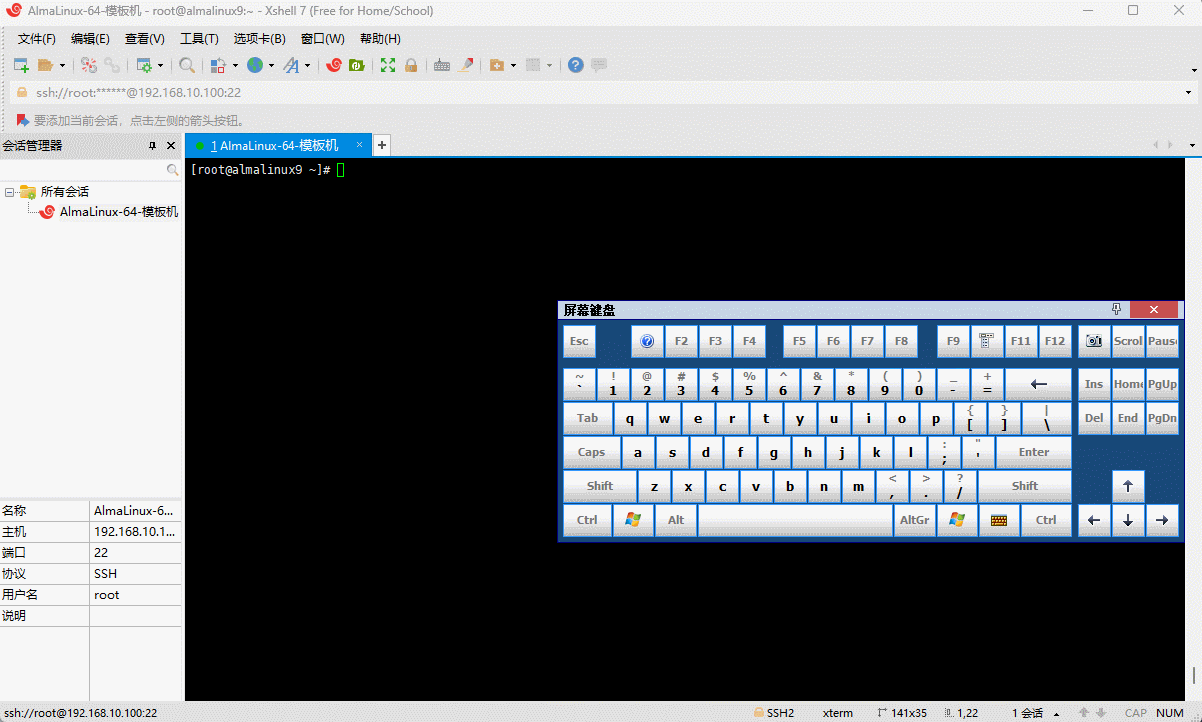 AlmaLinux-64-模板机 - root@almalinux9:~ - Xshell 7 (Free for Home/School)
文件(F) 编辑(E) 查看(V) 工具(T) 选项卡(B) 窗口(W) 帮助(H)
ssh://root:******@192.168.10.100:22
要添加当前会话，点击左侧的箭头按钮。
会话管理器
1 AlmaLinux-64-模板机 × +
[root@almalinux9 ~]#
所有会话
AlmaLinux-64-模板机
屏幕键盘
Esc F2 F3 F4 F5 F6 F7 F8 F9 F11 F12 Scrol Paus
~ ` ! 1 @ 2 # 3 $ 4 % 5 ^ 6 & 7 * 8 ( 9 ) 0 _ - + = ← Ins Home PgUp
Tab q w e r t y u i o p { [ } ] | \ Del End PgDn
Caps a s d f g h j k l : ; " ' Enter
Shift z x c v b n m < , > . ? / Shift ↑
Ctrl Alt AltGr Ctrl ← ↓ →
名称 AlmaLinux-6...
主机 192.168.10.1...
端口 22
协议 SSH
用户名 root
说明
ssh://root@192.168.10.100:22 SSH2 xterm 141x35 1,22 1 会话 CAP NUM